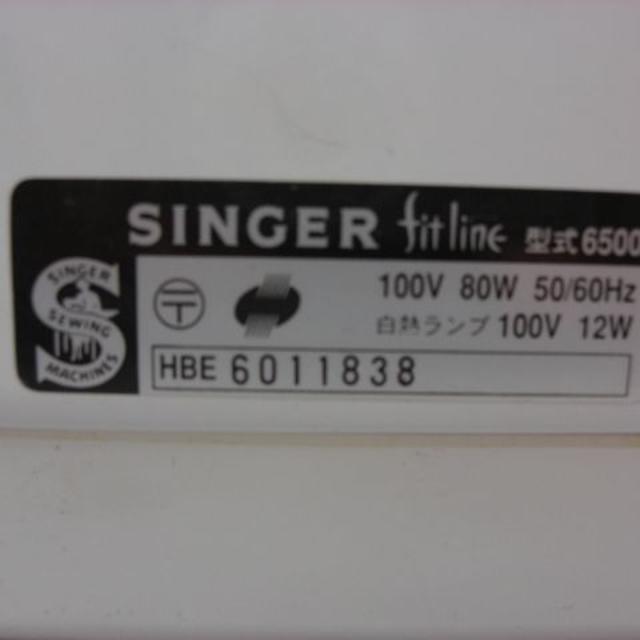 SINGER fitline 型式6500
SINGER
SEWING
MACHINES
100V 80W 50/60Hz
白熱ランプ 100V 12W
HBE 6011838